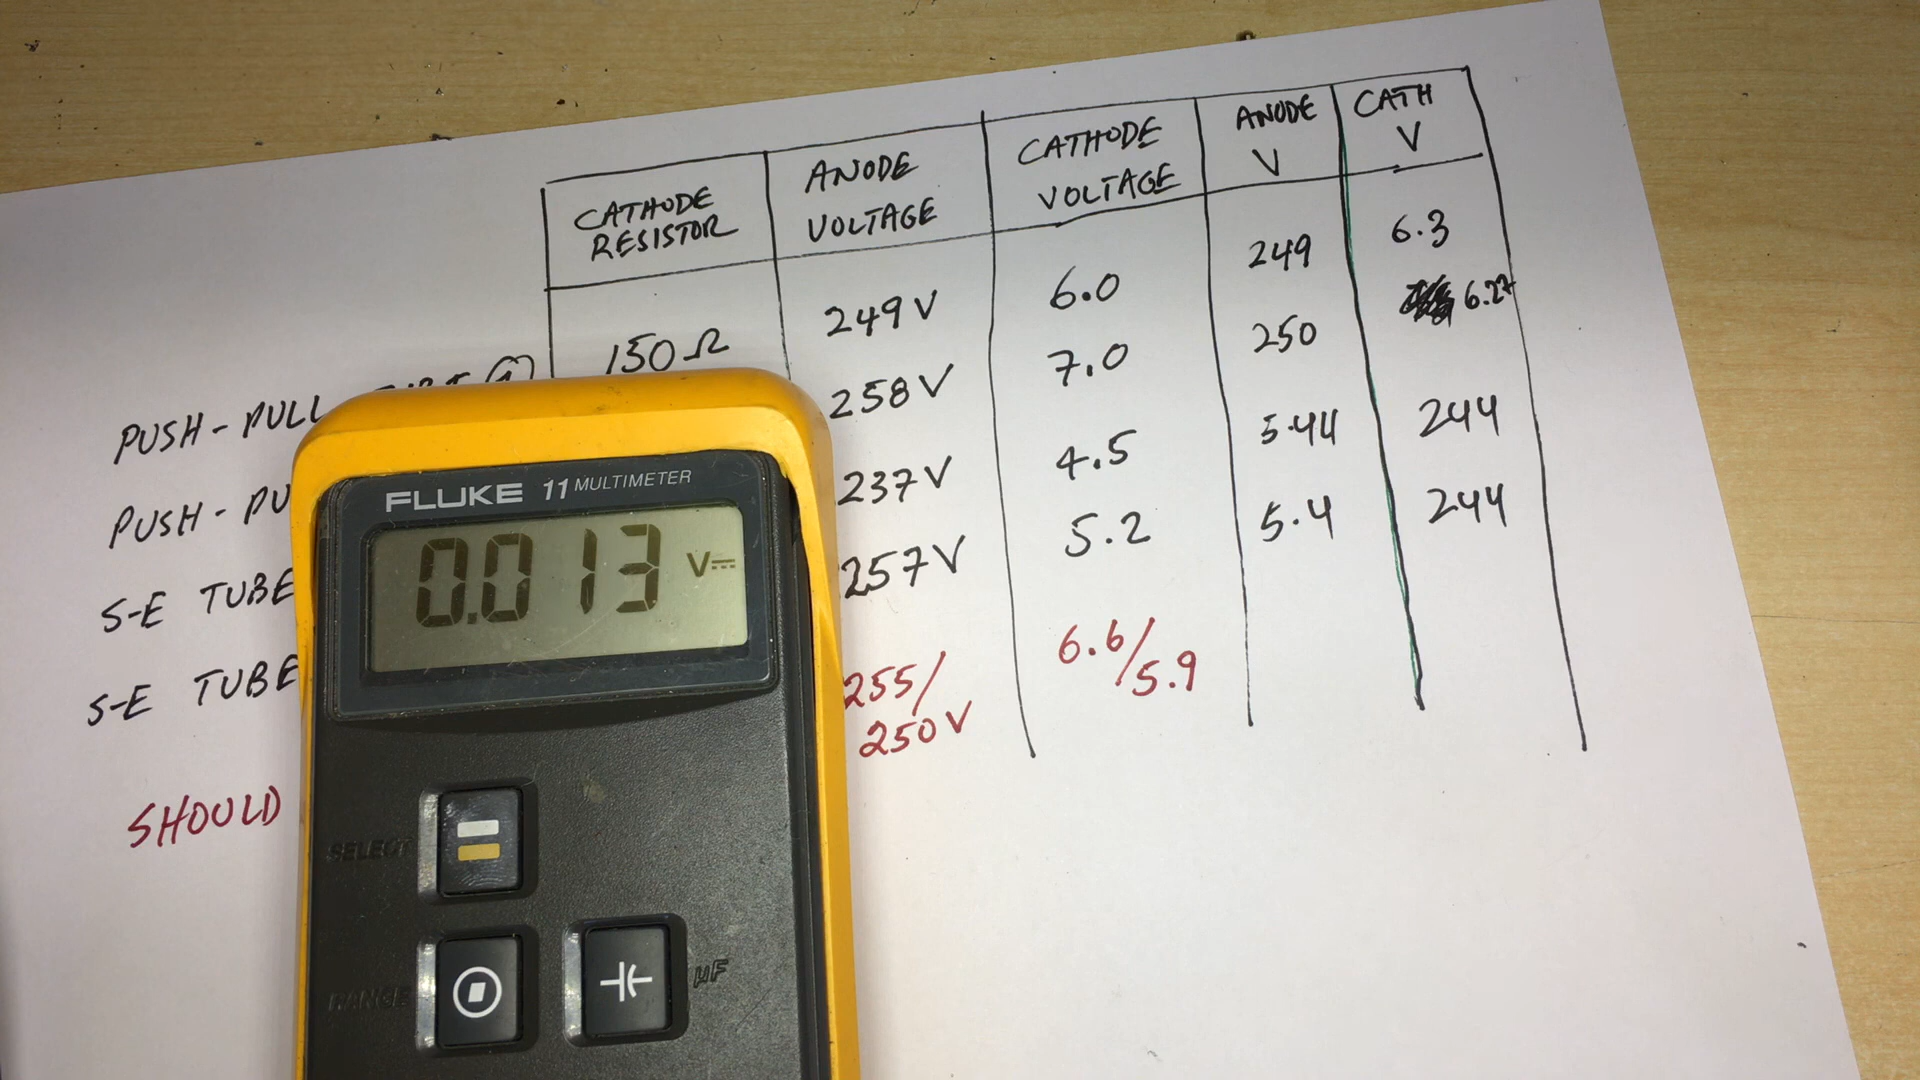 CATHODE RESISTOR
ANODE VOLTAGE
CATHODE VOLTAGE
ANODE V
CATH V
PUSH-PULL
150Ω
249V
6.0
249
6.3
258V
7.0
250
6.27
S-E TUBE
237V
4.5
5.44
244
S-E TUBE
257V
5.2
5.4
244
SHOULD
255/
250V
6.6/5.9
FLUKE 11 MULTIMETER
0.013 V
SELECT
RANGE
µF